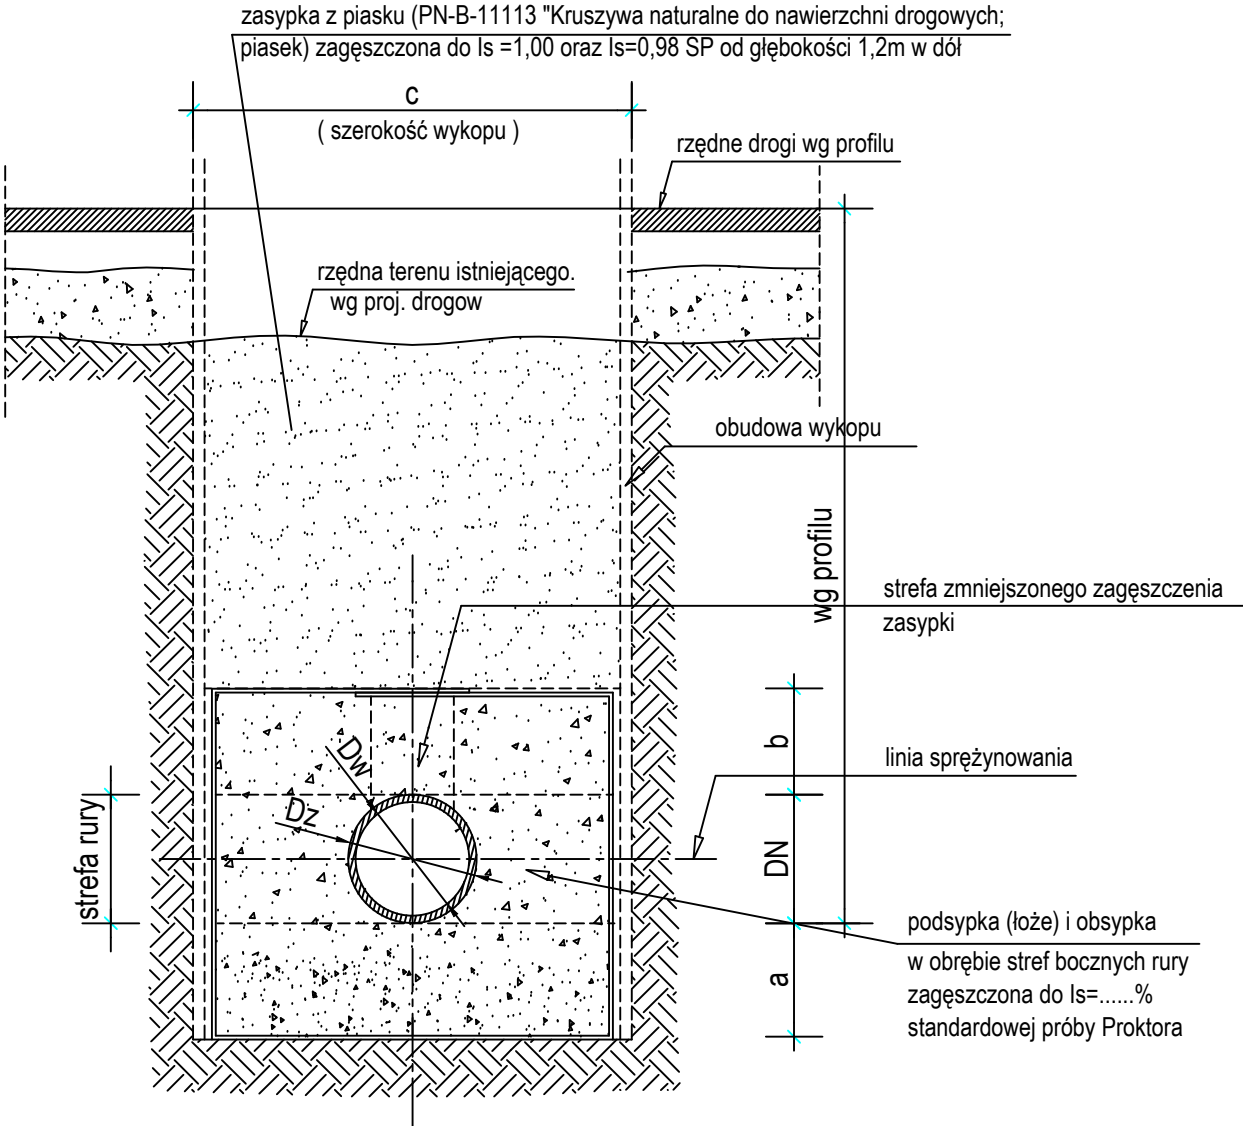 zasypka z piasku (PN-B-11113 "Kruszywa naturalne do nawierzchni drogowych;
piasek) zagęszczona do Is =1,00 oraz Is=0,98 SP od głębokości 1,2m w dół
c
( szerokość wykopu )
rzędne drogi wg profilu
rzędna terenu istniejącego.
wg proj. drogow
obudowa wykopu
wg profilu
strefa zmniejszonego zagęszczenia
zasypki
b
linia sprężynowania
Dw
Dz
strefa rury
DN
podsypka (łoże) i obsypka
w obrębie stref bocznych rury
zagęszczona do Is=......%
standardowej próby Proktora
a